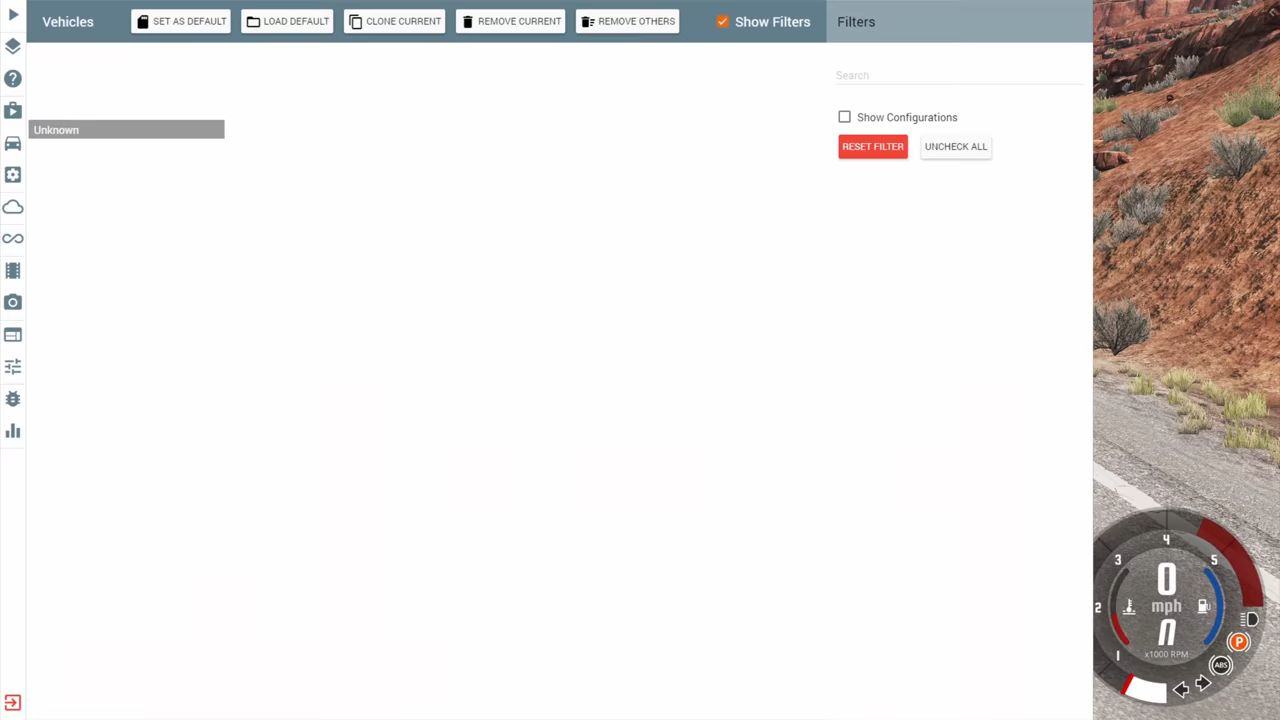 Vehicles
SET AS DEFAULT
LOAD DEFAULT
CLONE CURRENT
REMOVE CURRENT
REMOVE OTHERS
Show Filters
Filters
Search
Unknown
Show Configurations
RESET FILTER
UNCHECK ALL
4
3
5
0
2
mph
n
P
1
x1000 RPM
ABS